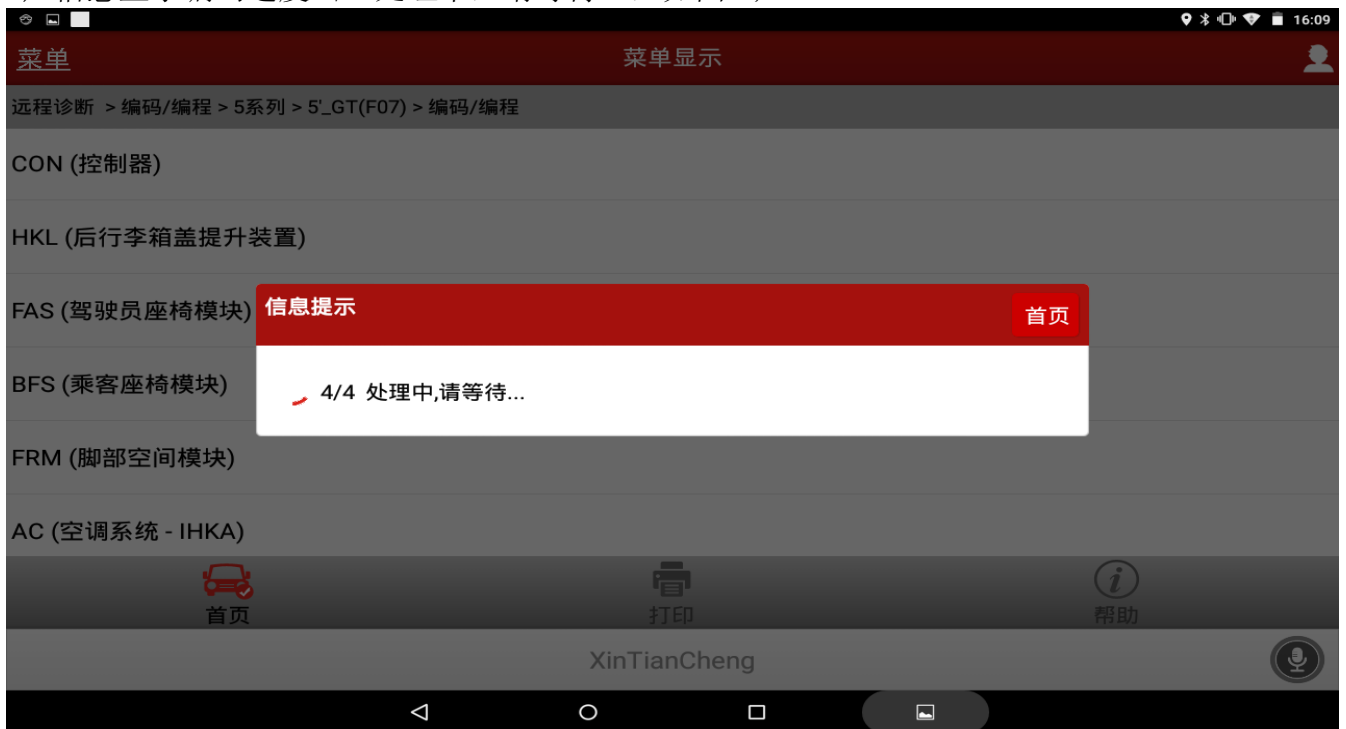 16:09
菜单
菜单显示
远程诊断 > 编码/编程 > 5系列 > 5'_GT(F07) > 编码/编程
CON (控制器)
HKL (后行李箱盖提升装置)
FAS (驾驶员座椅模块)
信息提示
首页
BFS (乘客座椅模块)
4/4 处理中,请等待...
FRM (脚部空间模块)
AC (空调系统 - IHKA)
首页
打印
帮助
XinTianCheng